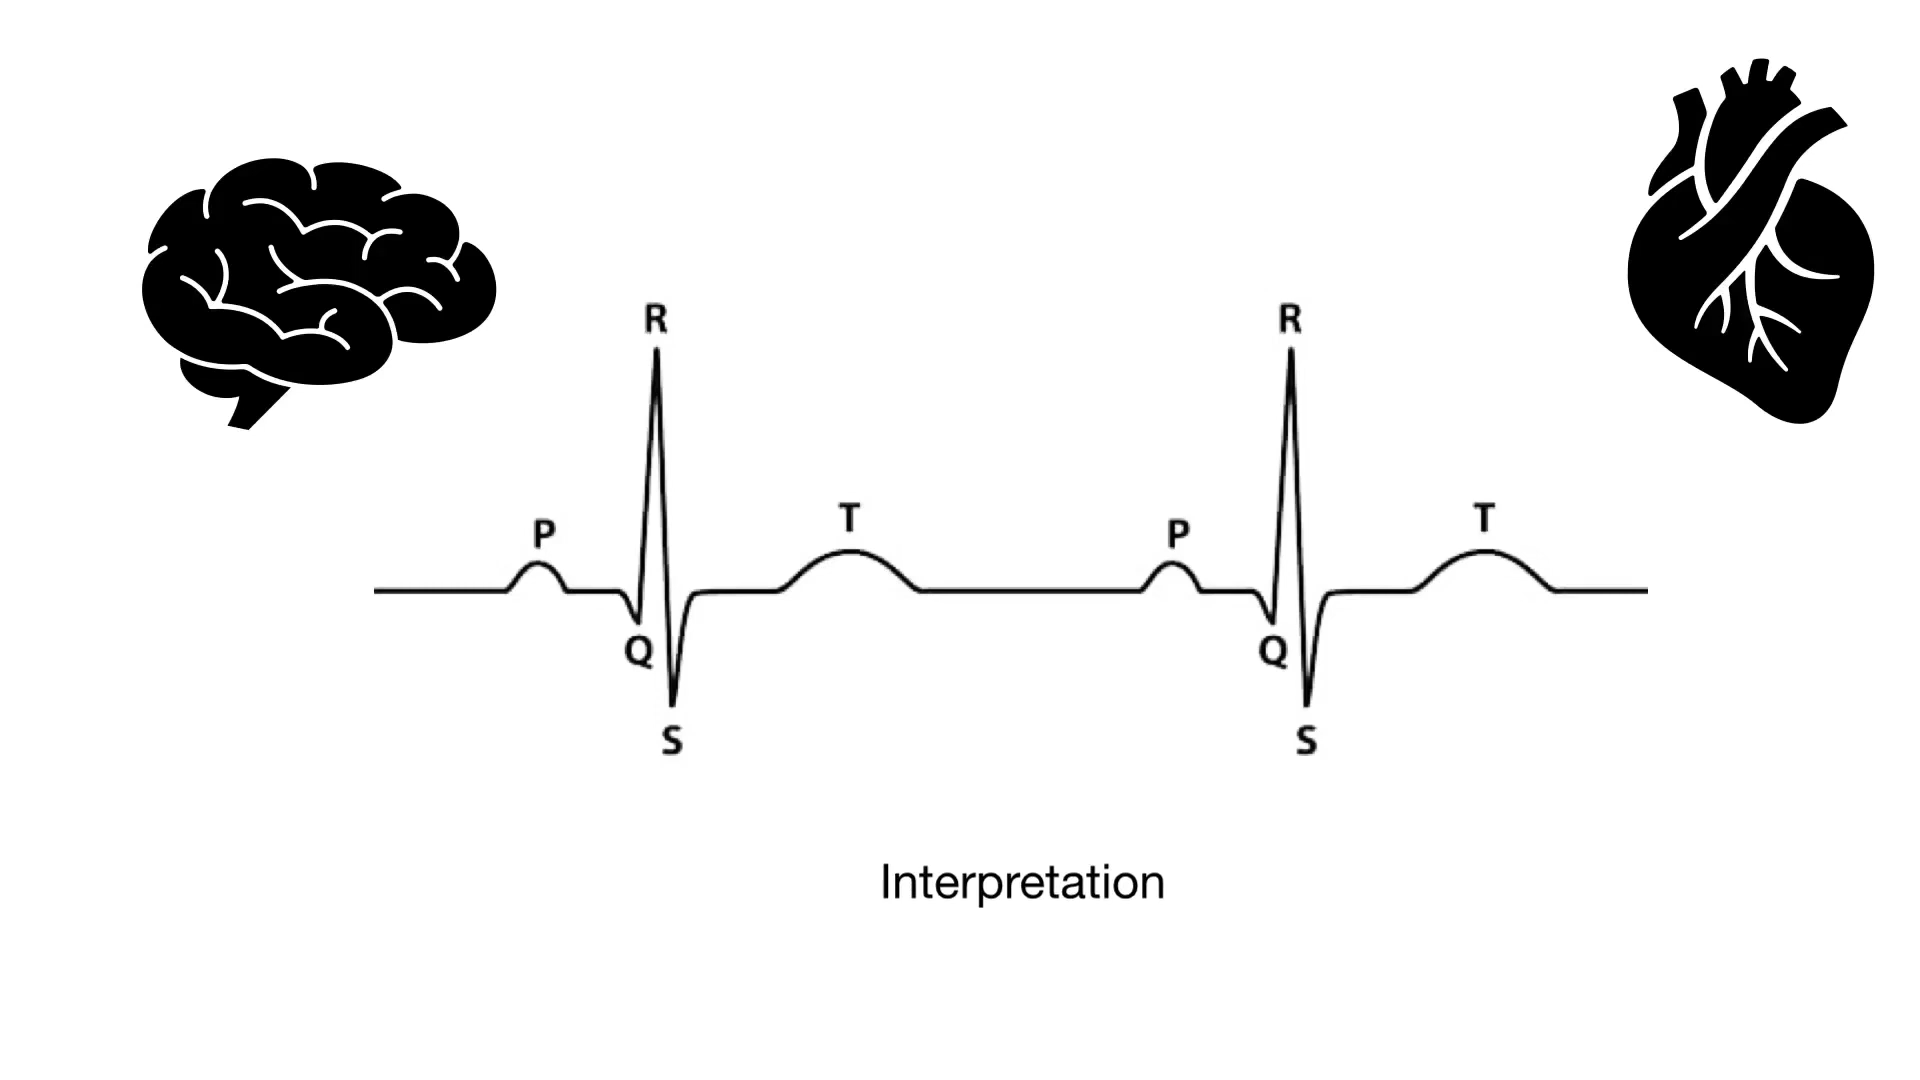 R R
P T P T
Q Q
S S
Interpretation